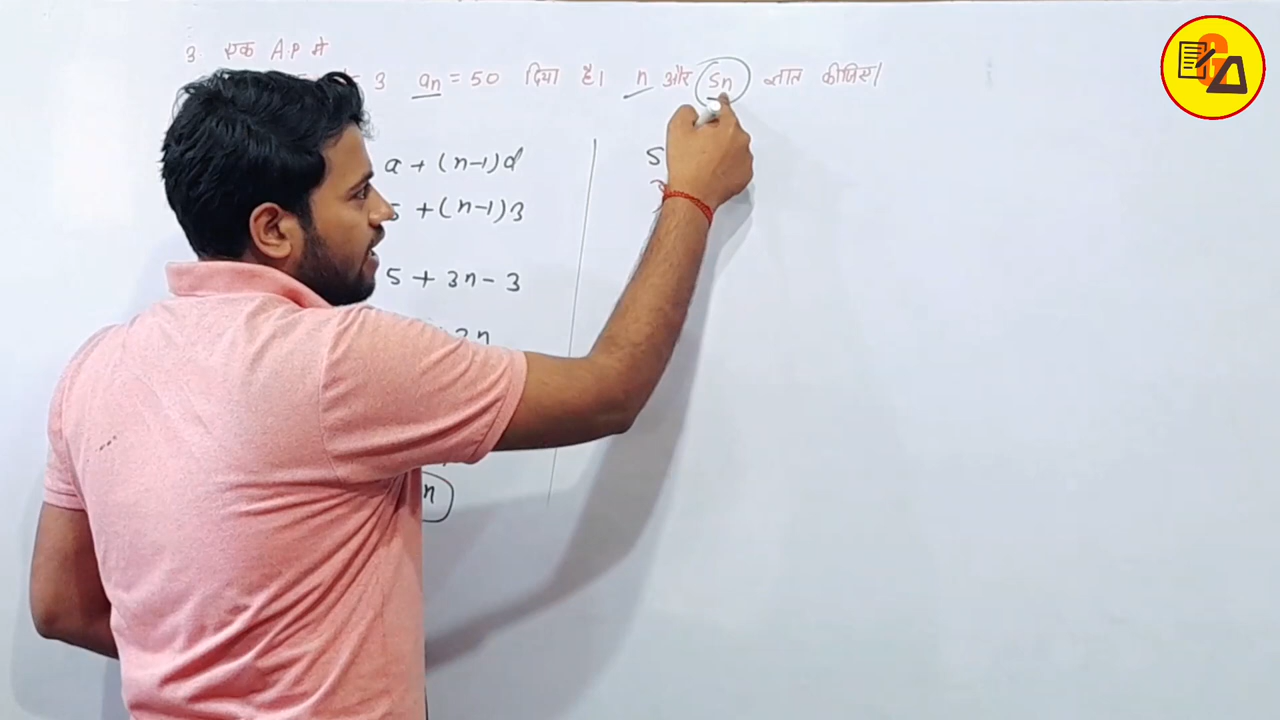 3. एक A.P में
3 an = 50 दिया है। n और Sn ज्ञात कीजिए।
a + (n-1)d
5 + (n-1)3
5 + 3n - 3
3n
n
S